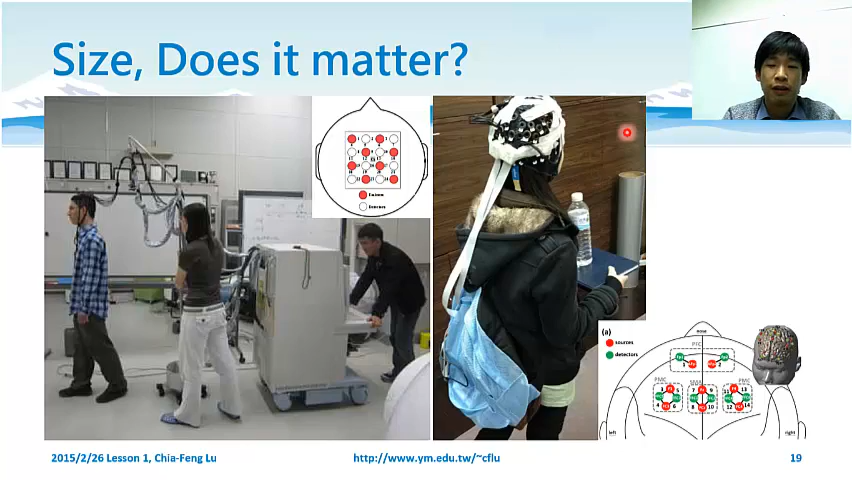 Size, Does it matter?
Emitters
Detectors
(a)
sources
detectors
nose
PFC
PMC
PMC
left
right
2015/2/26 Lesson 1, Chia-Feng Lu
http://www.ym.edu.tw/~cflu
19